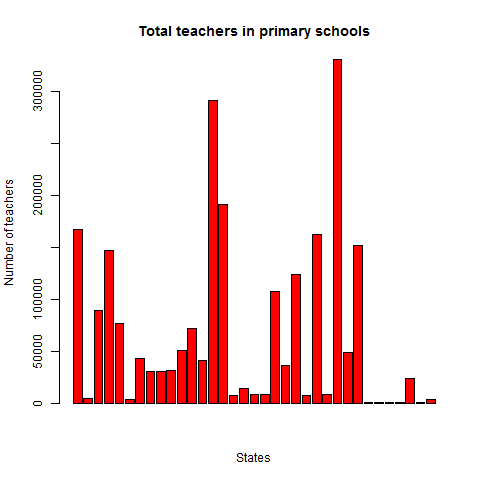 Total teachers in primary schools
Number of teachers
300000
200000
100000
50000
0
States